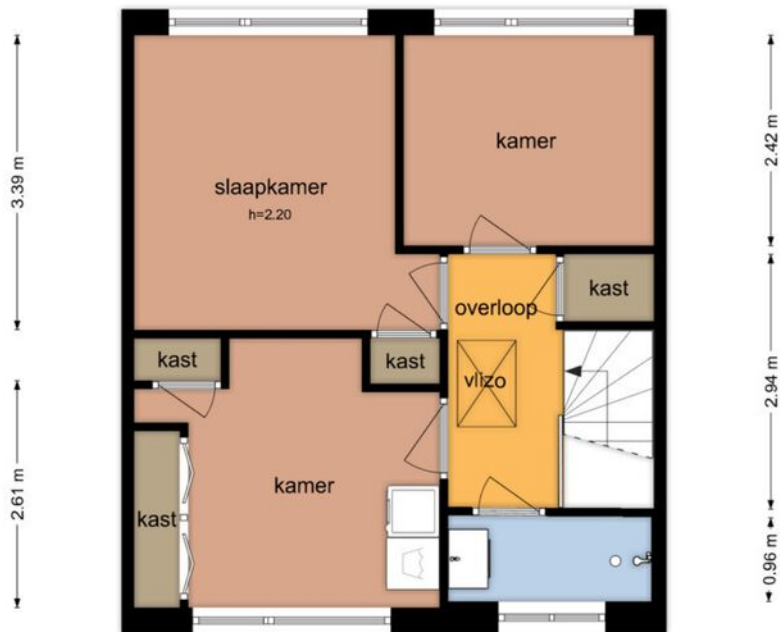 3.39 m
2.61 m
slaapkamer
h=2.20
kamer
overloop
kast
vlizo
kast
kast
kamer
kast
2.42 m
2.94 m
0.96 m